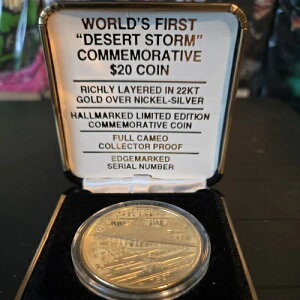 WORLD'S FIRST
"DESERT STORM"
COMMEMORATIVE
$20 COIN
RICHLY LAYERED IN 22KT
GOLD OVER NICKEL-SILVER
HALLMARKED LIMITED EDITION
COMMEMORATIVE COIN
FULL CAMEO
COLLECTOR PROOF
EDGEMARKED
SERIAL NUMBER